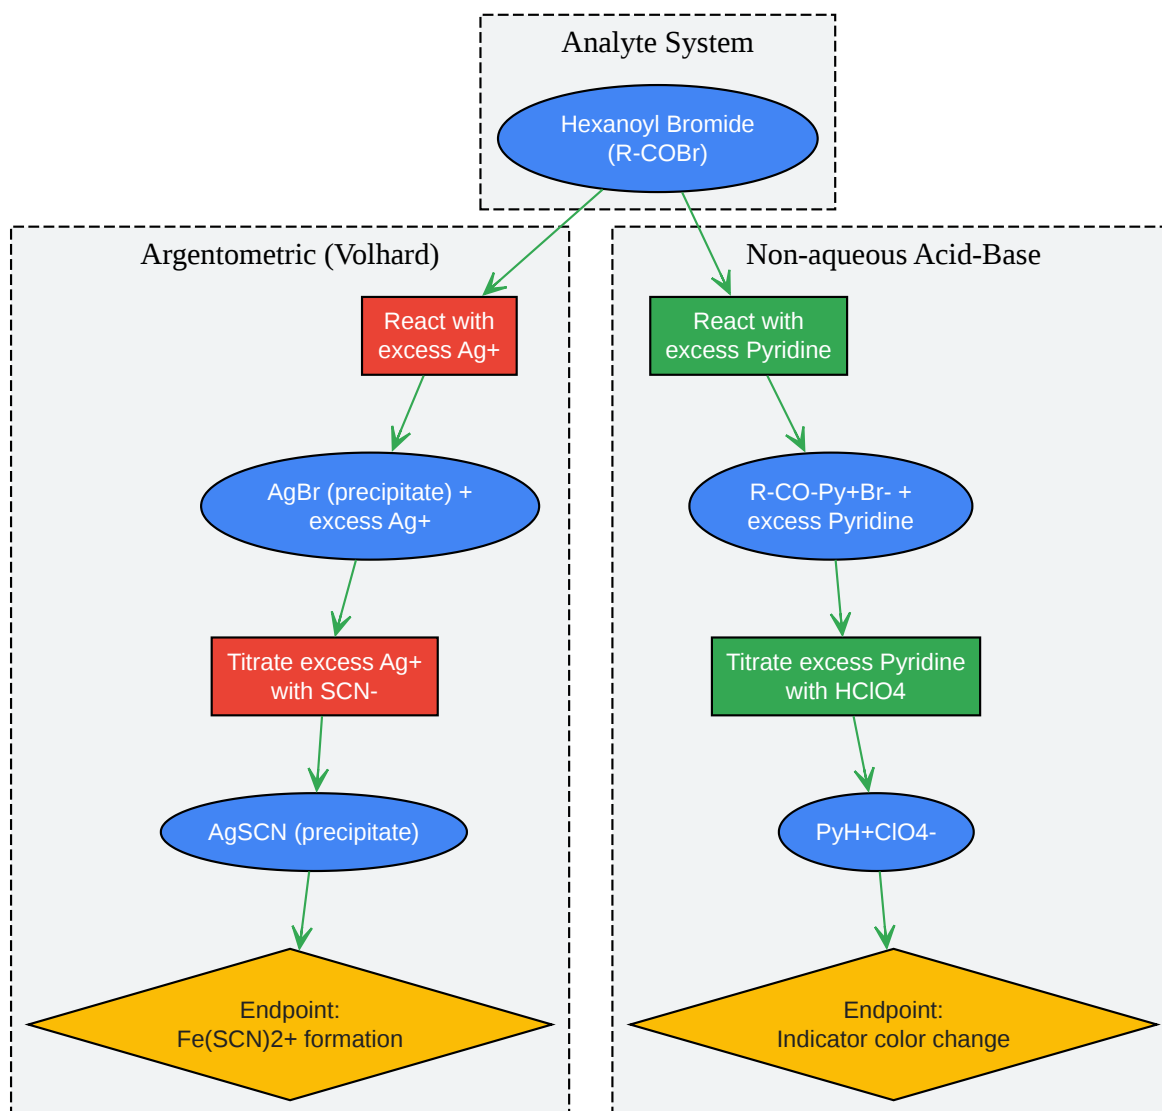 Analyte System
Hexanoyl Bromide
(R-COBr)
Argentometric (Volhard)
React with
excess Ag+
AgBr (precipitate) +
excess Ag+
Titrate excess Ag+
with SCN-
AgSCN (precipitate)
Endpoint:
Fe(SCN)2+ formation
Non-aqueous Acid-Base
React with
excess Pyridine
R-CO-Py+Br- +
excess Pyridine
Titrate excess Pyridine
with HClO4
PyH+ClO4-
Endpoint:
Indicator color change